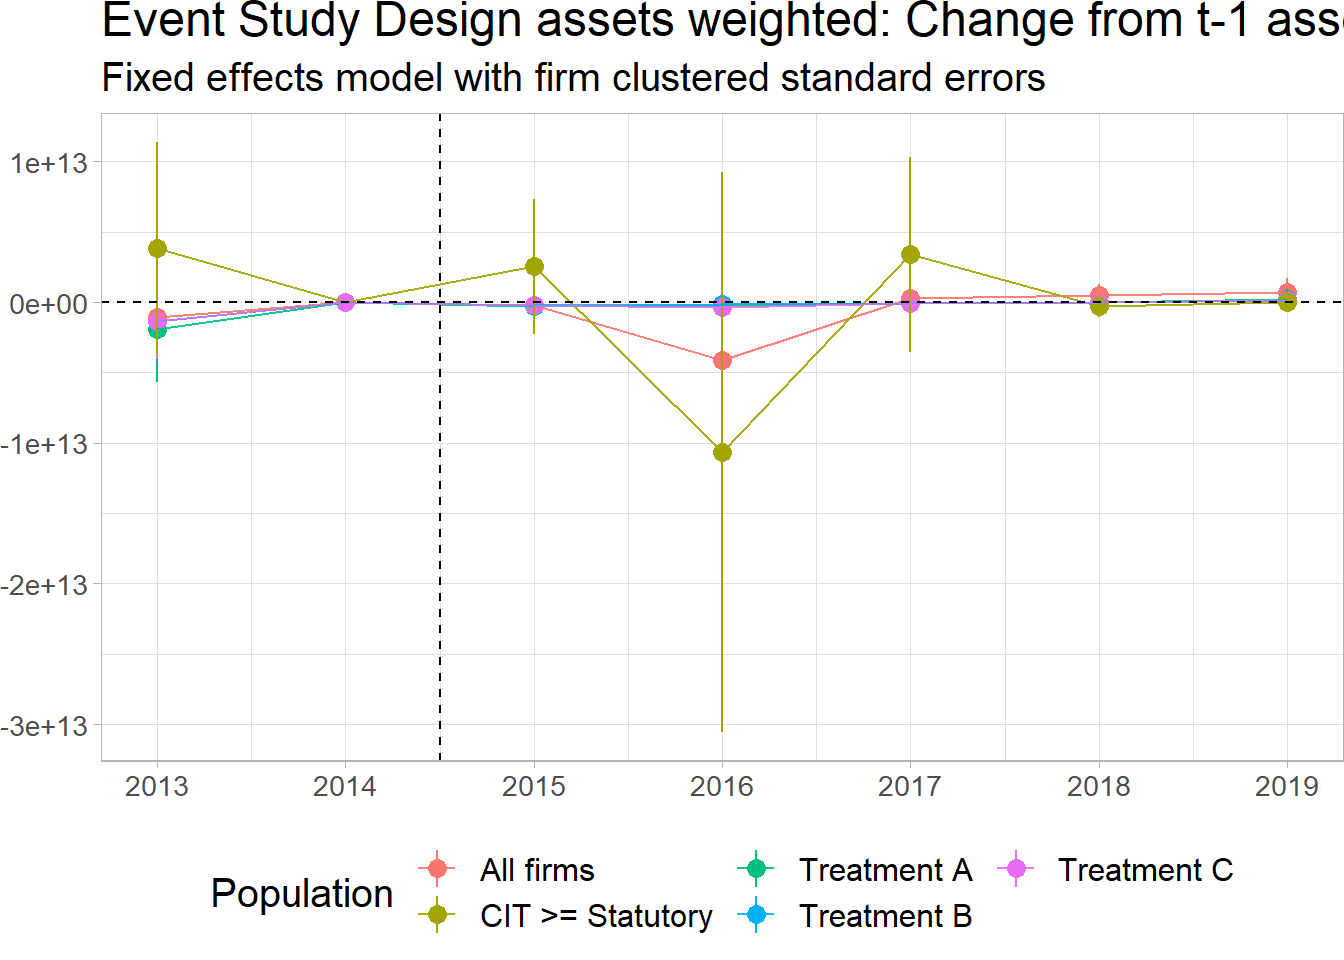 Event Study Design assets weighted: Change from t-1
Fixed effects model with firm clustered standard errors
1e+13
0e+00
-1e+13
-2e+13
-3e+13
2013 2014 2015 2016 2017 2018 2019
Population
All firms
CIT >= Statutory
Treatment A
Treatment B
Treatment C